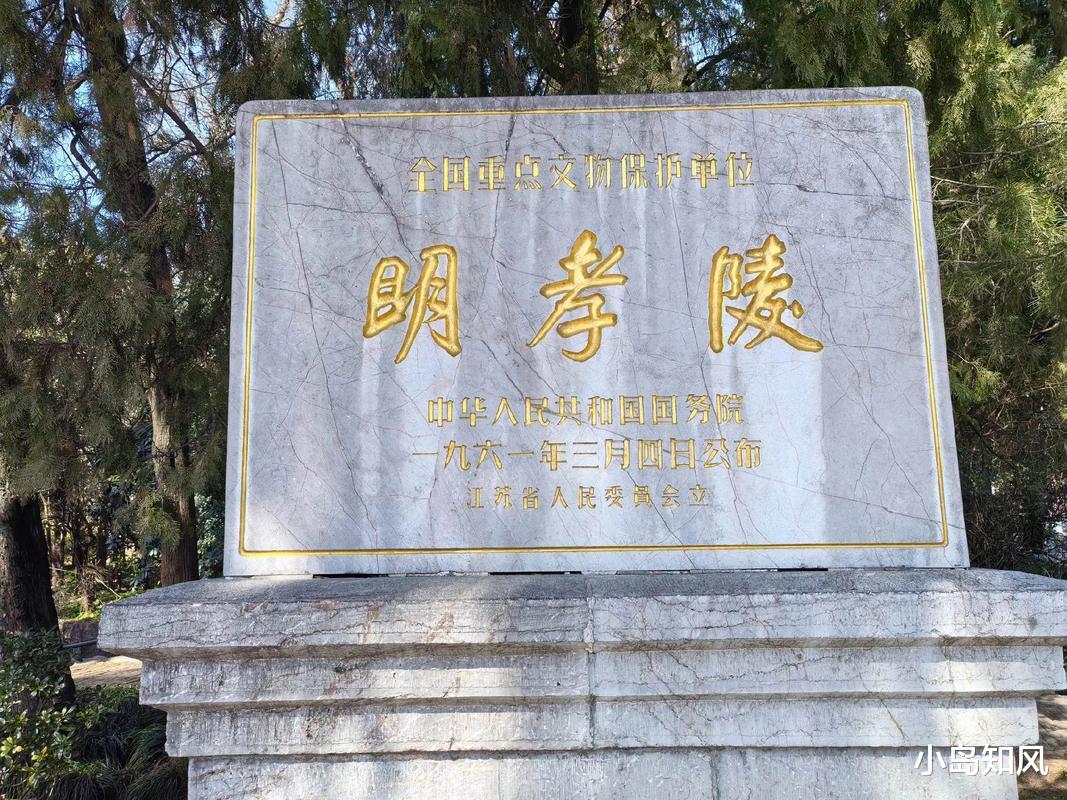 全国重点文物保护单位
明孝陵
中华人民共和国国务院
一九六一年三月四日公布
江苏省人民委員会立
小岛知风